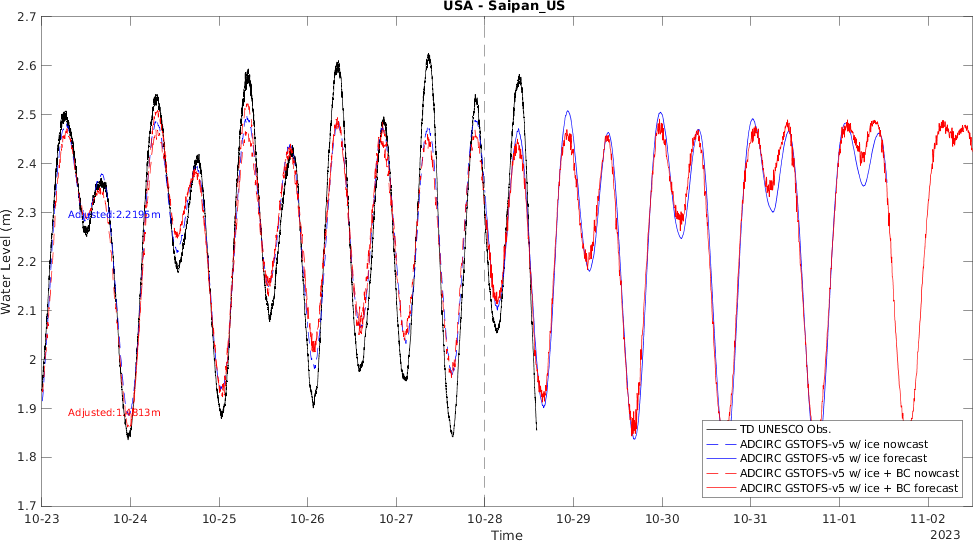 USA - Saipan_US
2.7
2.6
2.5
2.4
2.3
2.2
2.1
2
1.9
1.8
1.7
Water Level (m)
Adjusted:2.2195m
TD UNESCO Obs.
ADCIRC GSTOFS-v5 w/ ice nowcast
ADCIRC GSTOFS-v5 w/ ice forecast
ADCIRC GSTOFS-v5 w/ ice + BC nowcast
ADCIRC GSTOFS-v5 w/ ice + BC forecast
10-23 10-24 10-25 10-26 10-27 10-28 10-29 10-30 10-31 11-01 11-02
Time 2023